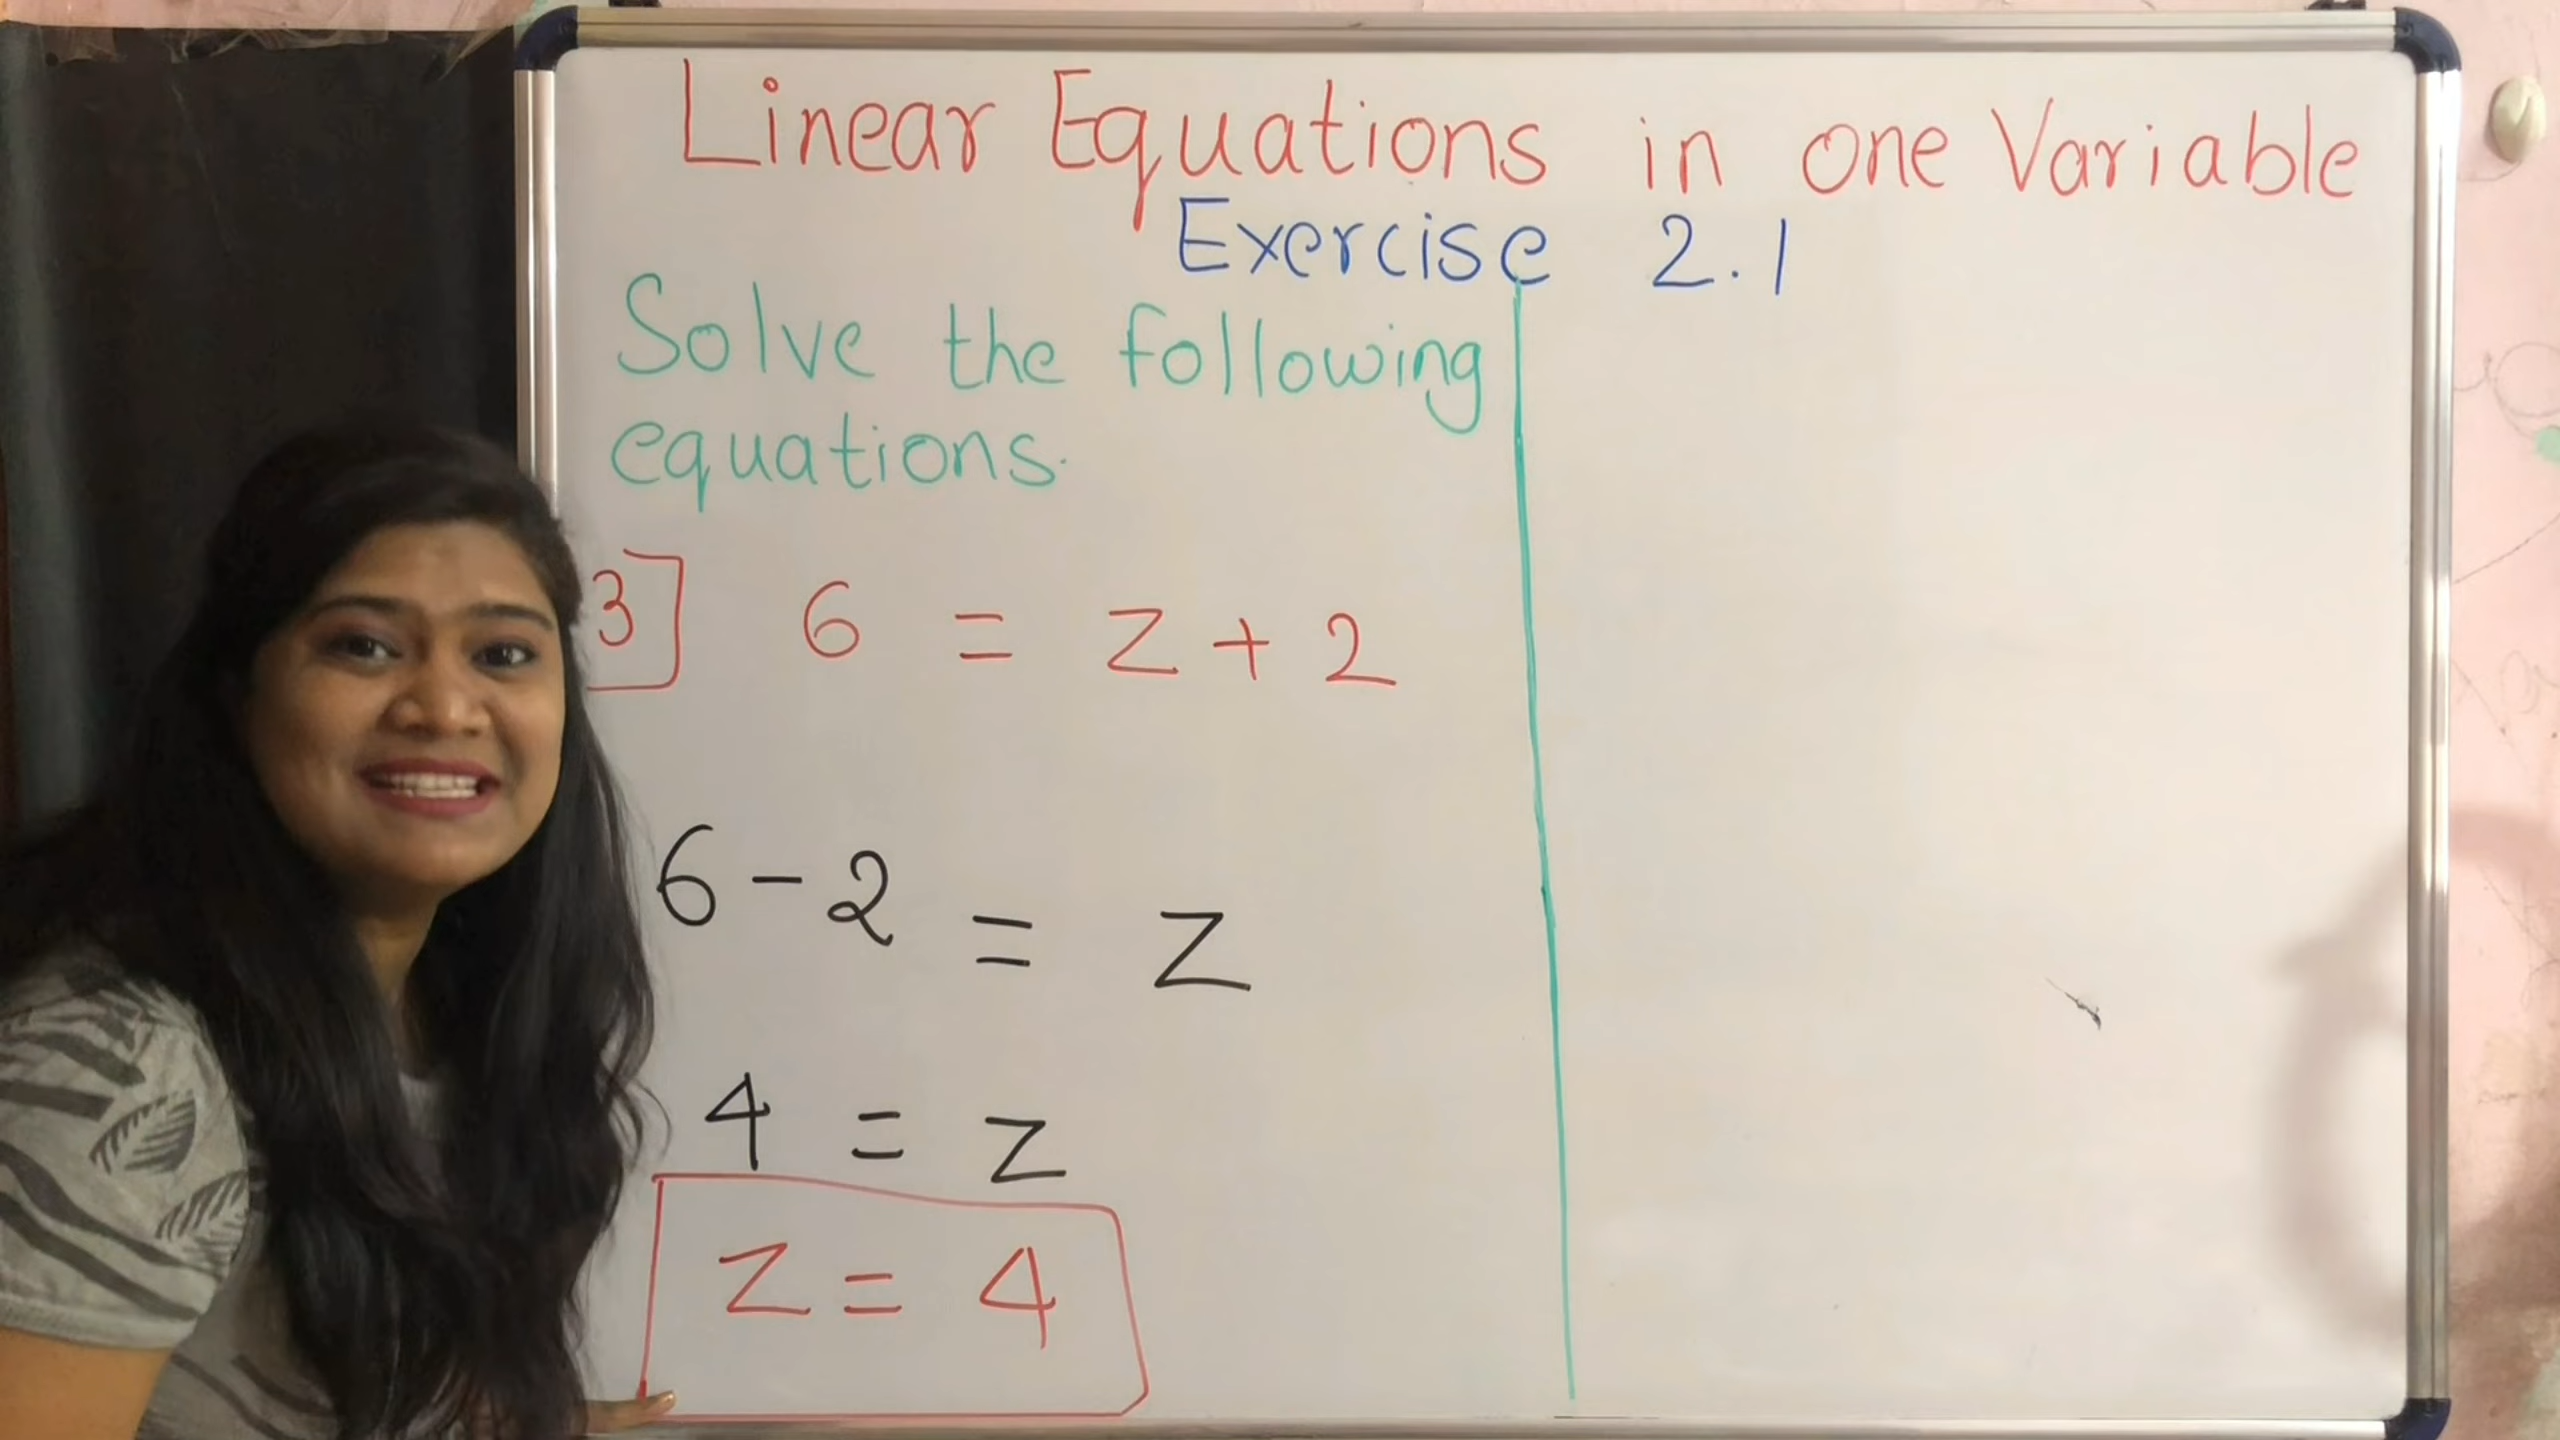 Linear Equations in one Variable
Exercise 2.1
Solve the following
equations.
3] 6 = z + 2
6 - 2 = z
4 = z
z = 4